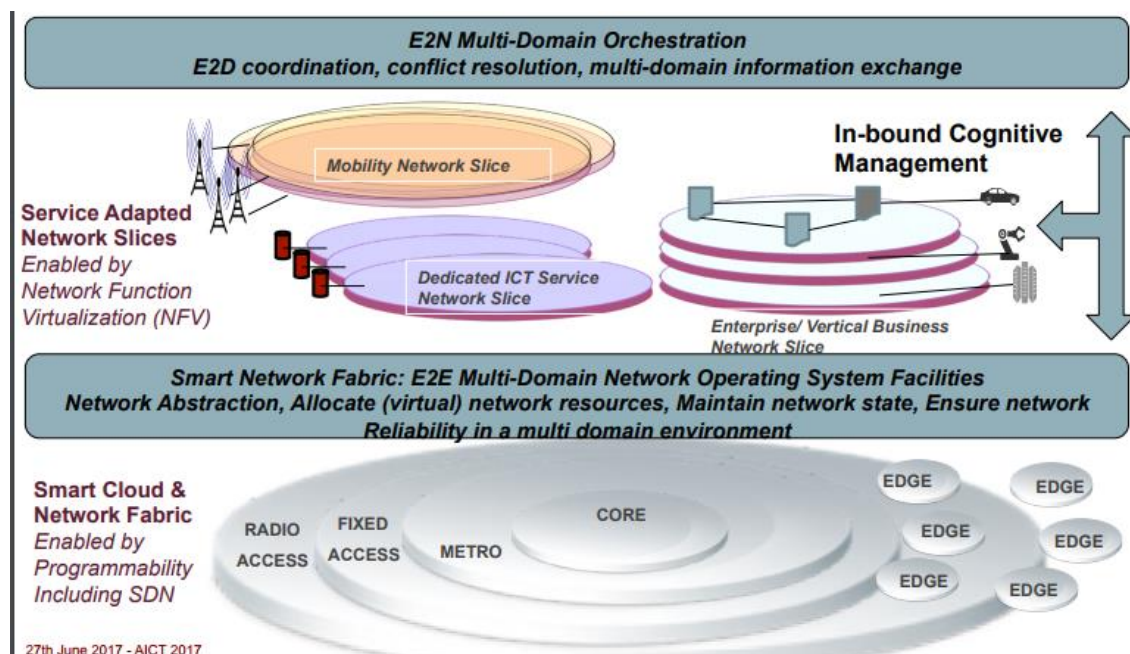 E2N Multi-Domain Orchestration
E2D coordination, conflict resolution, multi-domain information exchange
Mobility Network Slice
In-bound Cognitive
Management
Service Adapted
Network Slices
Enabled by
Network Function
Virtualization (NFV)
Dedicated ICT Service
Network Slice
Enterprise/ Vertical Business
Network Slice
Smart Network Fabric: E2E Multi-Domain Network Operating System Facilities
Network Abstraction, Allocate (virtual) network resources, Maintain network state, Ensure network
Reliability in a multi domain environment
Smart Cloud &
Network Fabric
Enabled by
Programmability
Including SDN
RADIO
ACCESS
FIXED
ACCESS
METRO
CORE
EDGE
EDGE
EDGE
EDGE
EDGE
EDGE
27th June 2017 - AICT 2017